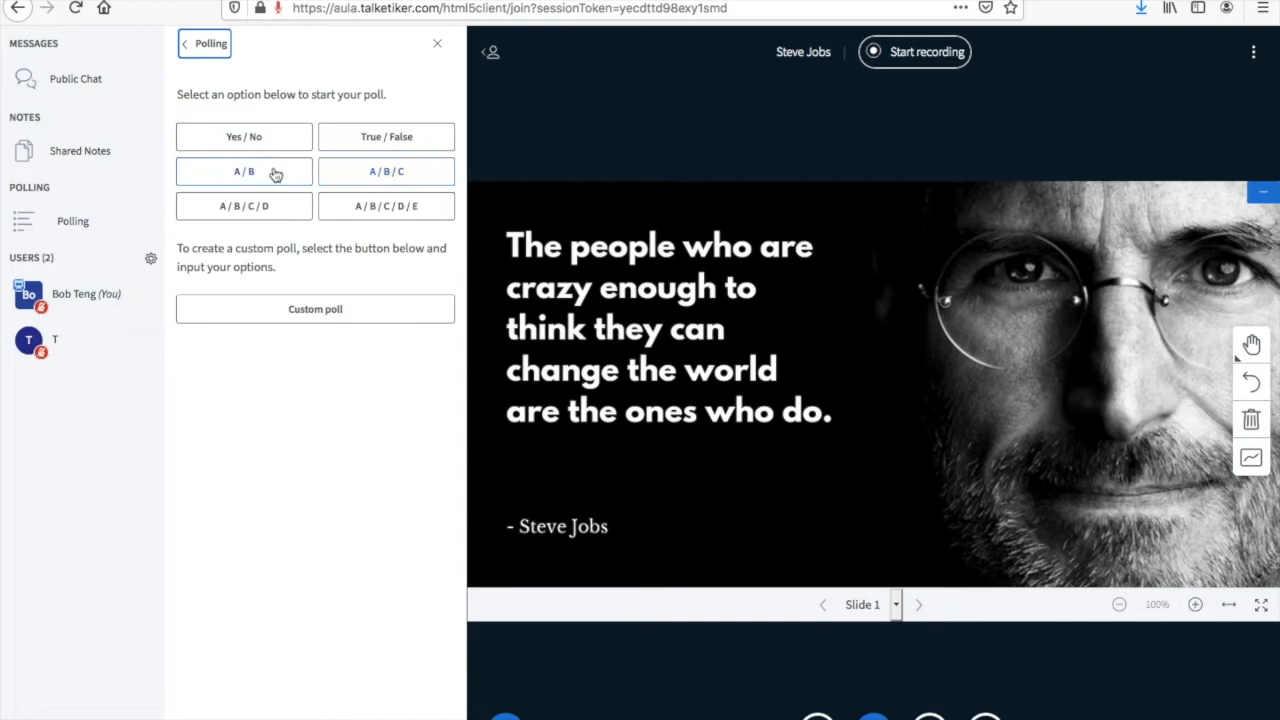 https://aula.talketiker.com/html5client/join?sessionToken=yecdttd98exy1smd
MESSAGES
Public Chat
NOTES
Shared Notes
POLLING
Polling
USERS (2)
Bo
Bob Teng (You)
T
T
Polling
Select an option below to start your poll.
Yes / No
True / False
A / B
A / B / C
A / B / C / D
A / B / C / D / E
To create a custom poll, select the button below and
input your options.
Custom poll
Steve Jobs
Start recording
The people who are
crazy enough to
think they can
change the world
are the ones who do.
- Steve Jobs
Slide 1
100%